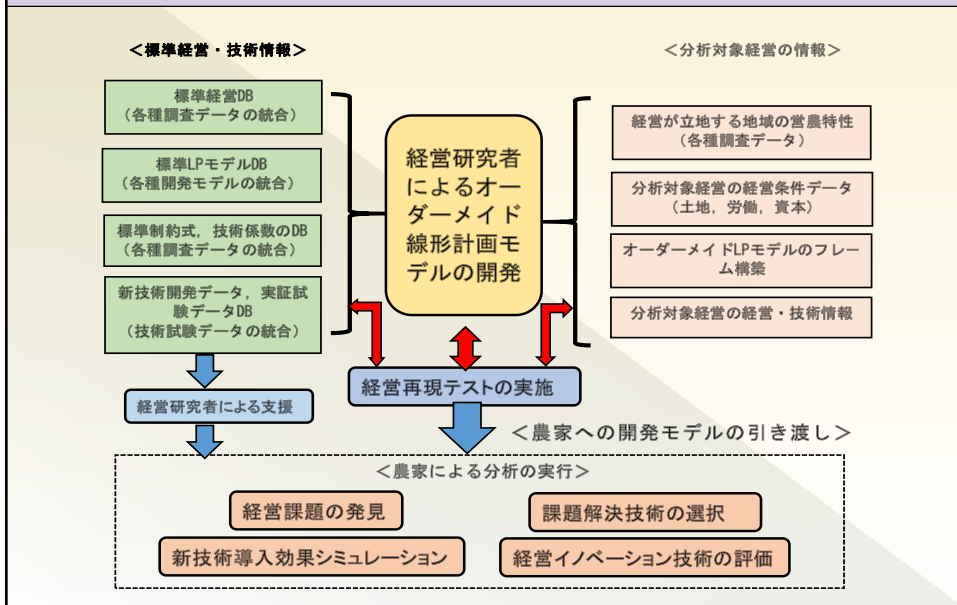 ＜標準経営・技術情報＞
標準経営DB
（各種調査データの統合）
標準LPモデルDB
（各種開発モデルの統合）
標準制約式，技術係数のDB
（各種調査データの統合）
新技術開発データ，実証試
験データDB
（技術試験データの統合）
経営研究者による支援
経営研究者
によるオー
ダーメイド
線形計画モ
デルの開発
経営再現テストの実施
＜分析対象経営の情報＞
経営が立地する地域の営農特性
（各種調査データ）
分析対象経営の経営条件データ
（土地，労働，資本）
オーダーメイドLPモデルのフレー
ム構築
分析対象経営の経営・技術情報
＜農家への開発モデルの引き渡し＞
＜農家による分析の実行＞
経営課題の発見
課題解決技術の選択
新技術導入効果シミュレーション
経営イノベーション技術の評価